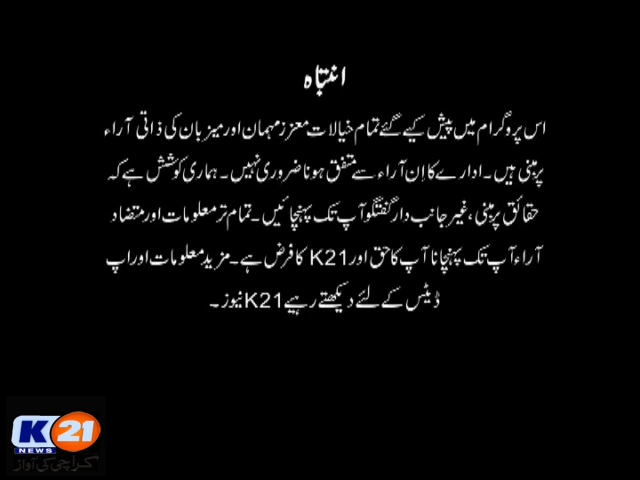 انتباہ
اس پروگرام میں پیش کیے گئے تمام خیالات معزز مہمان اور میزبان کی ذاتی آراء
پر مبنی ہیں۔ ادارے کا اِن آراء سے متفق ہونا ضروری نہیں۔ ہماری کوشش ہے کہ
حقائق پر مبنی، غیر جانب دار گفتگو آپ تک پہنچائیں۔ تمام تر معلومات اور متضاد
آراء آپ تک پہنچانا آپ کا حق اور K21 کا فرض ہے۔ مزید معلومات اور اپ
ڈیٹس کے لئے دیکھتے رہیے K21 نیوز۔
K 21
NEWS
کراچی کی آواز